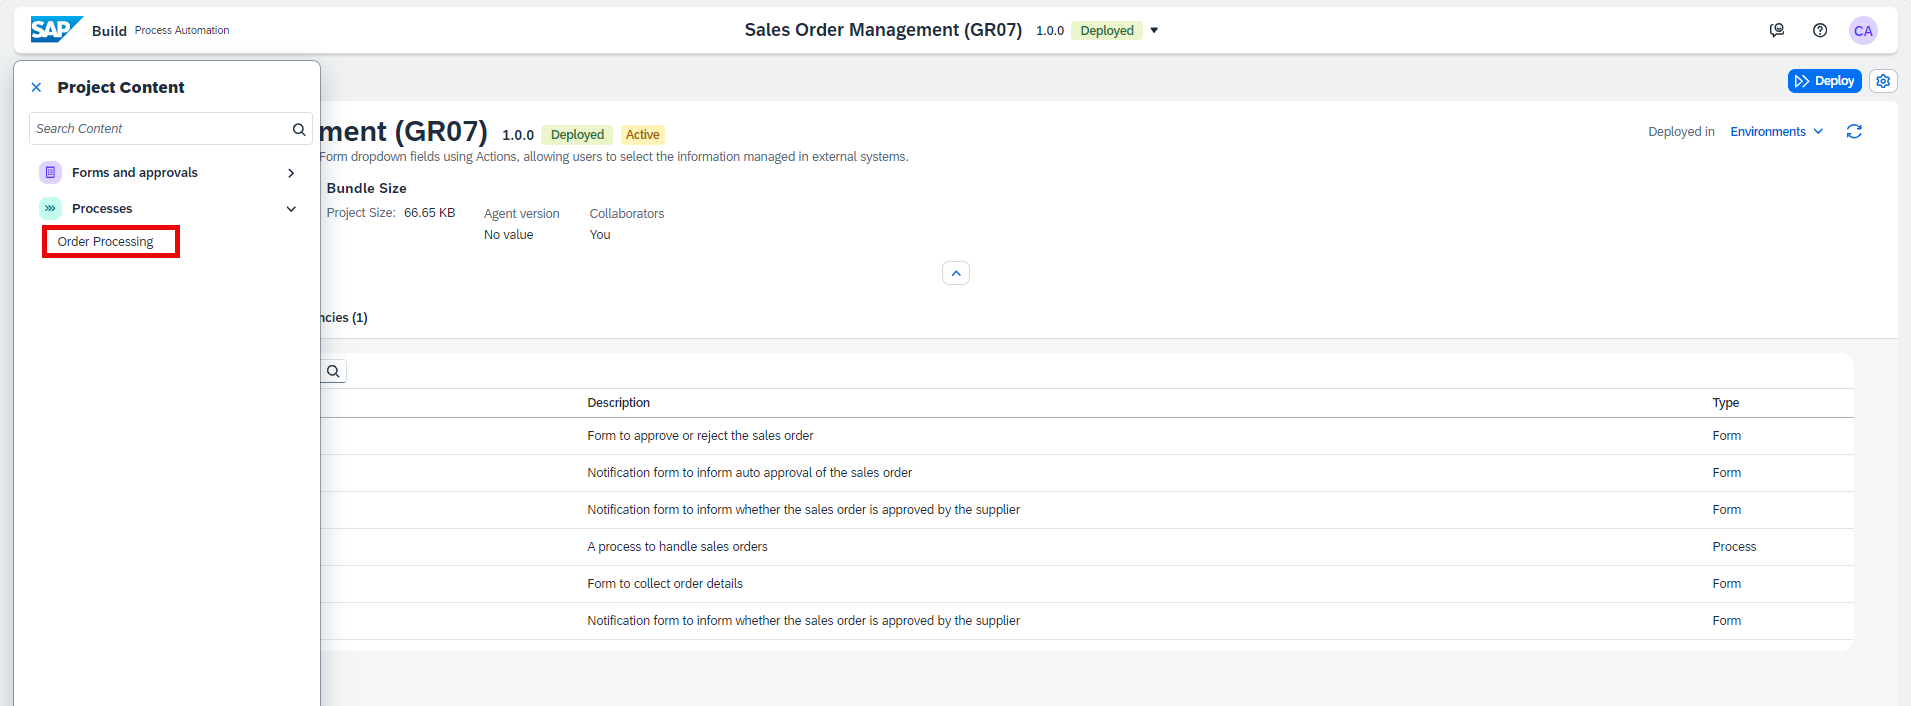 SAP Build Process Automation
Sales Order Management (GR07) 1.0.0 Deployed
CA
Project Content
Search Content
Forms and approvals
Processes
Order Processing
Deploy
ment (GR07) 1.0.0 Deployed Active
Deployed in Environments
Form dropdown fields using Actions, allowing users to select the information managed in external systems.
Bundle Size
Project Size: 66.65 KB
Agent version
No value
Collaborators
You
ncies (1)
Description Type
Form to approve or reject the sales order Form
Notification form to inform auto approval of the sales order Form
Notification form to inform whether the sales order is approved by the supplier Form
A process to handle sales orders Process
Form to collect order details Form
Notification form to inform whether the sales order is approved by the supplier Form